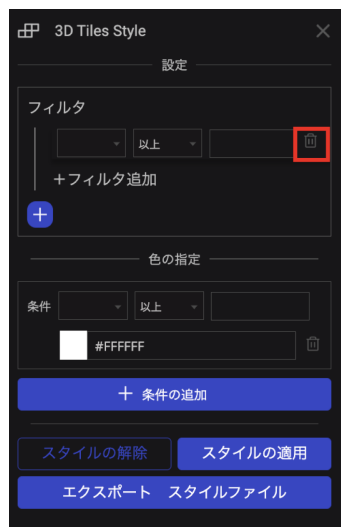 3D Tiles Style
設定
フィルタ
以上
+フィルタ追加
+
色の指定
条件 以上
#FFFFFF
+ 条件の追加
スタイルの解除 スタイルの適用
エクスポート スタイルファイル